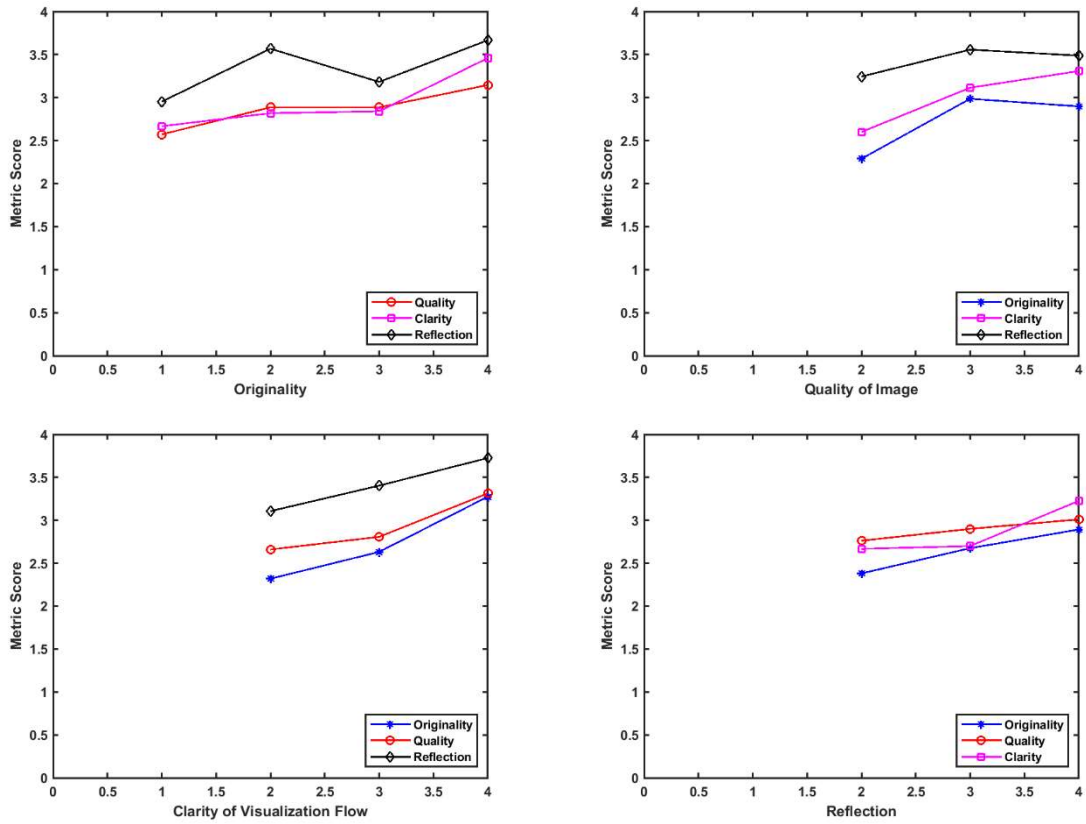 4
3.5
3
2.5
2
1.5
1
0.5
0
Metric Score
Quality
Clarity
Reflection
0 0.5 1 1.5 2 2.5 3 3.5 4
Originality
4
3.5
3
2.5
2
1.5
1
0.5
0
Metric Score
Originality
Clarity
Reflection
0 0.5 1 1.5 2 2.5 3 3.5 4
Quality of Image
4
3.5
3
2.5
2
1.5
1
0.5
0
Metric Score
Originality
Quality
Reflection
0 0.5 1 1.5 2 2.5 3 3.5 4
Clarity of Visualization Flow
4
3.5
3
2.5
2
1.5
1
0.5
0
Metric Score
Originality
Quality
Clarity
0 0.5 1 1.5 2 2.5 3 3.5 4
Reflection